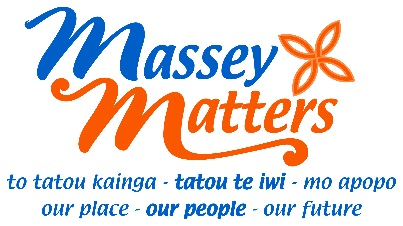 Massey
Matters
to tatou kainga - tatou te iwi - mo apopo
our place - our people - our future